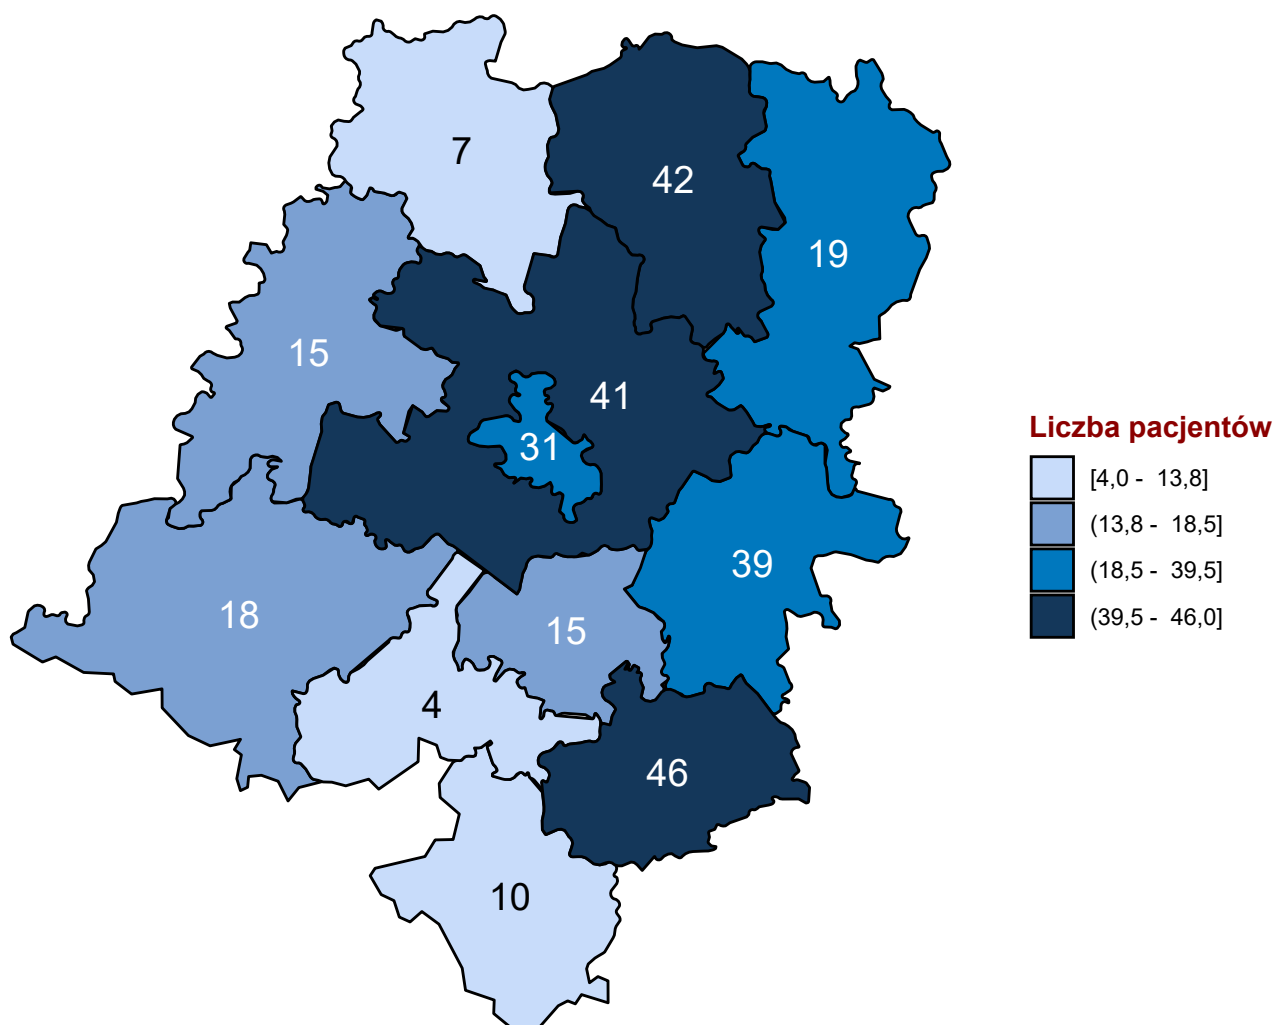 7
42
19
15
41
31
39
18
15
4
46
10
Liczba pacjentów
[4,0 - 13,8]
(13,8 - 18,5]
(18,5 - 39,5]
(39,5 - 46,0]